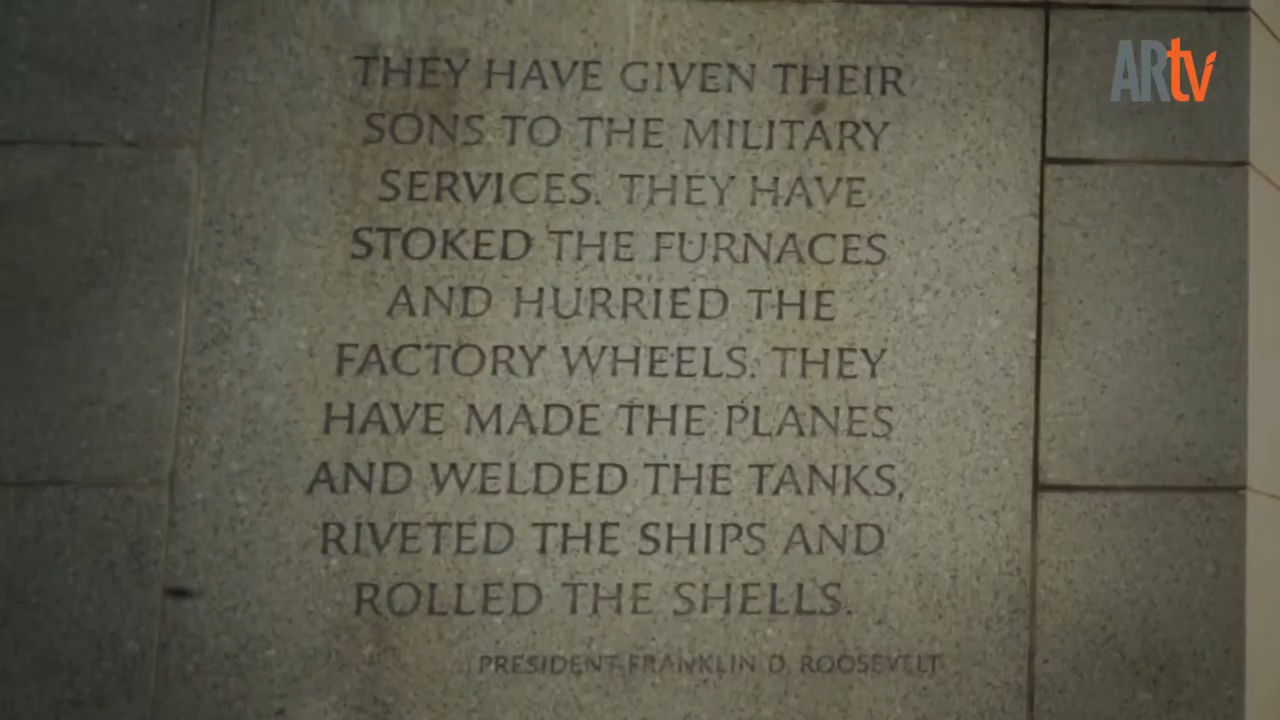 ARtv
THEY HAVE GIVEN THEIR
SONS TO THE MILITARY
SERVICES. THEY HAVE
STOKED THE FURNACES
AND HURRIED THE
FACTORY WHEELS. THEY
HAVE MADE THE PLANES
AND WELDED THE TANKS,
RIVETED THE SHIPS AND
ROLLED THE SHELLS.
PRESIDENT FRANKLIN D. ROOSEVELT